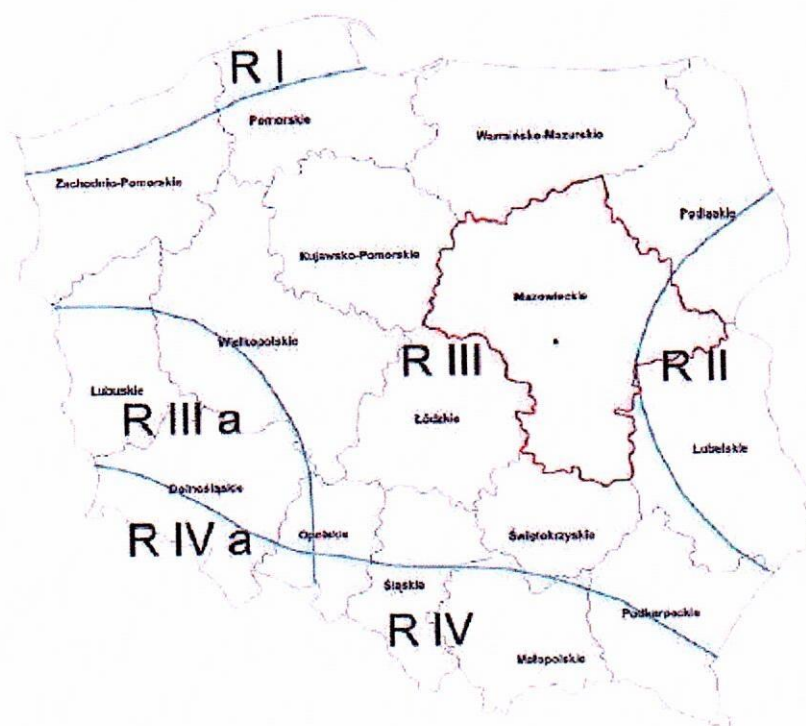 R I
Pomorskie
Warmińsko-Mazurskie
Zachodnio-Pomorskie
Podlaskie
Kujawsko-Pomorskie
Mazowieckie
Wielkopolskie
R III
R II
Lubuskie
R III a
Łódzkie
Lubelskie
Dolnośląskie
R IV a
Opolskie
Świętokrzyskie
Śląskie
Podkarpackie
R IV
Małopolskie